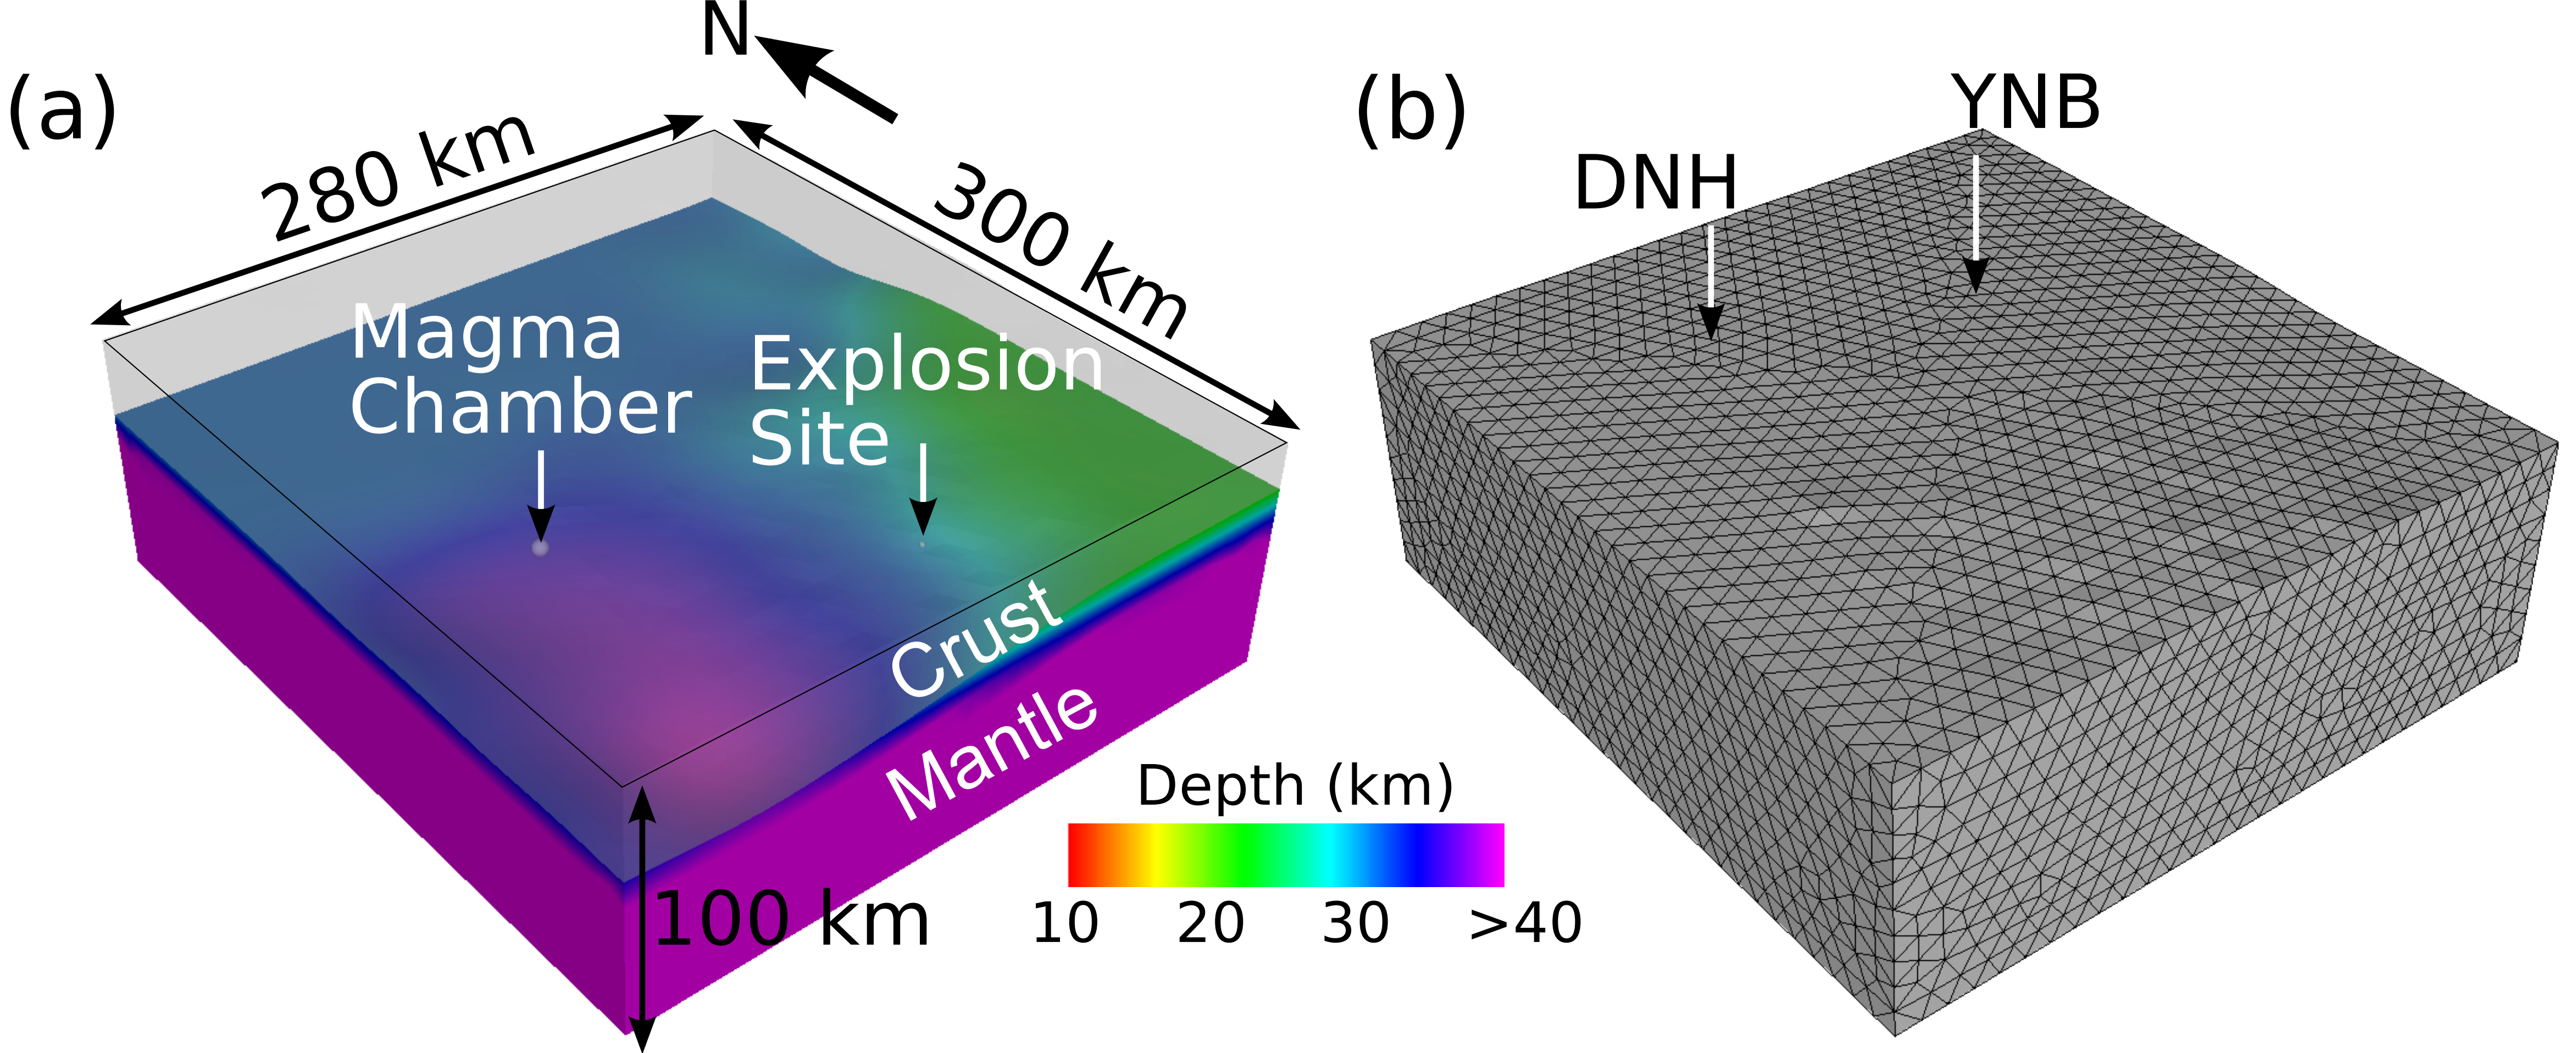 N
(a)
280 km
300 km
Magma
Chamber
Explosion
Site
Crust
Mantle
100 km
Depth (km)
10 20 30 >40
(b)
YNB
DNH